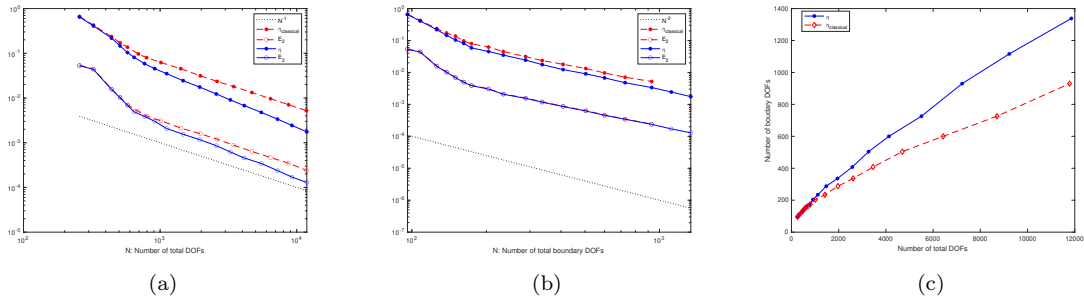 10^0
10^-1
10^-2
10^-3
10^-4
10^-5
10^2
10^3
10^4
N: Number of total DOFs
N^-1
η_classical
E_2
η
E_2
(a)
10^0
10^-1
10^-2
10^-3
10^-4
10^-5
10^-6
10^-7
10^2
10^3
N: Number of total boundary DOFs
N^-2
η_classical
E_2
η
E_2
(b)
1400
1200
1000
800
600
400
200
0
0
2000
4000
6000
8000
10000
12000
Number of boudary DOFs
Number of total DOFs
η
η_classical
(c)